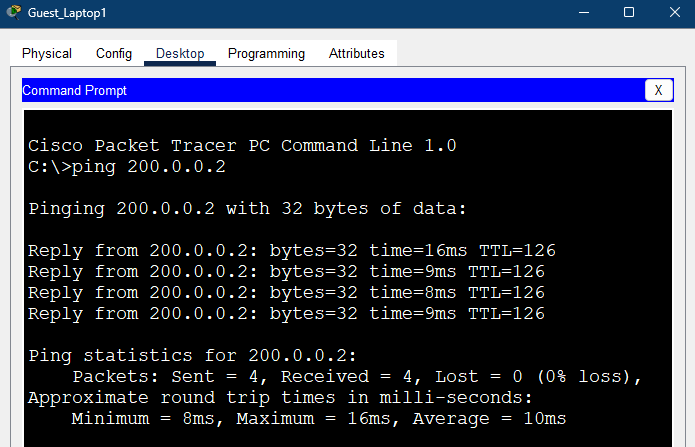 Guest_Laptop1
Physical Config Desktop Programming Attributes
Command Prompt X
Cisco Packet Tracer PC Command Line 1.0
C:\>ping 200.0.0.2
Pinging 200.0.0.2 with 32 bytes of data:
Reply from 200.0.0.2: bytes=32 time=16ms TTL=126
Reply from 200.0.0.2: bytes=32 time=9ms TTL=126
Reply from 200.0.0.2: bytes=32 time=8ms TTL=126
Reply from 200.0.0.2: bytes=32 time=9ms TTL=126
Ping statistics for 200.0.0.2:
Packets: Sent = 4, Received = 4, Lost = 0 (0% loss),
Approximate round trip times in milli-seconds:
Minimum = 8ms, Maximum = 16ms, Average = 10ms